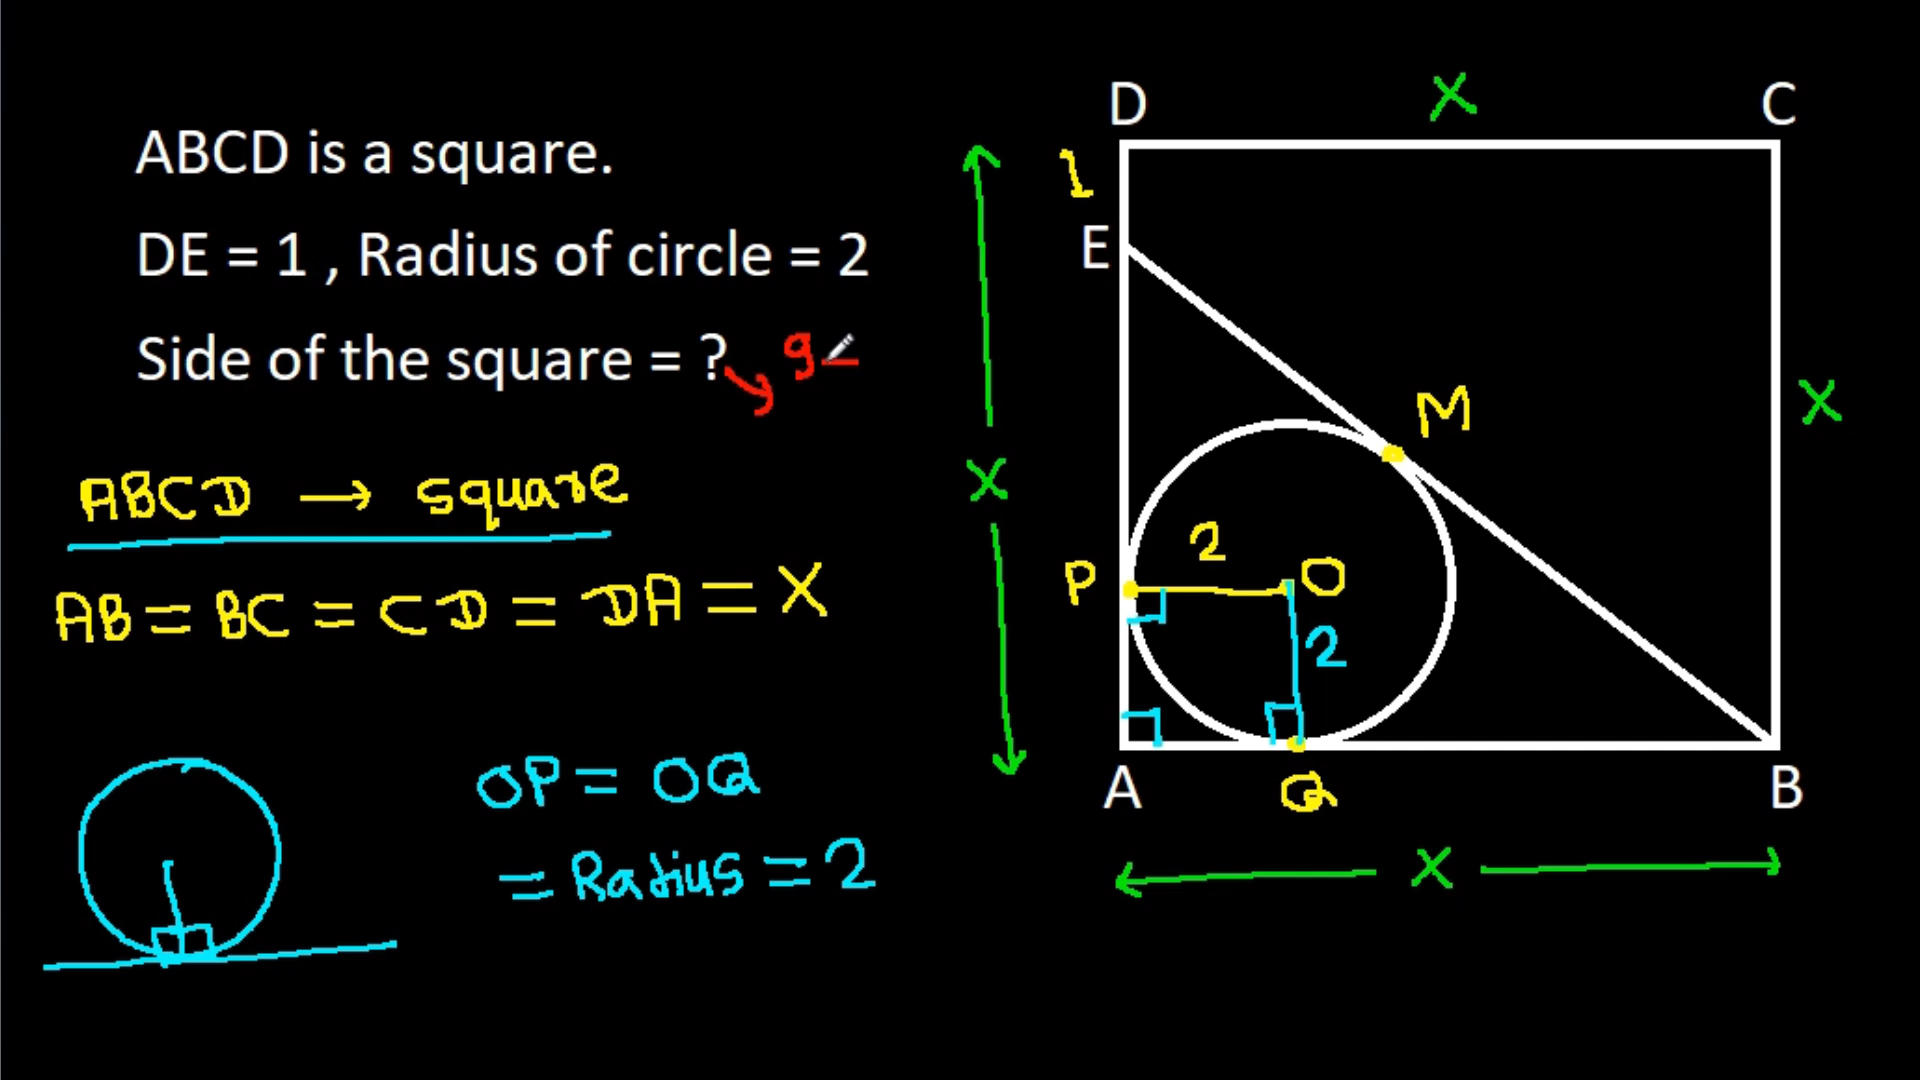 ABCD is a square.
DE = 1 , Radius of circle = 2
Side of the square = ?
ABCD → square
AB = BC = CD = DA = X
OP = OQ
= Radius = 2
D X C
1
E
M
X
X
P 2 O
2
A Q B
X